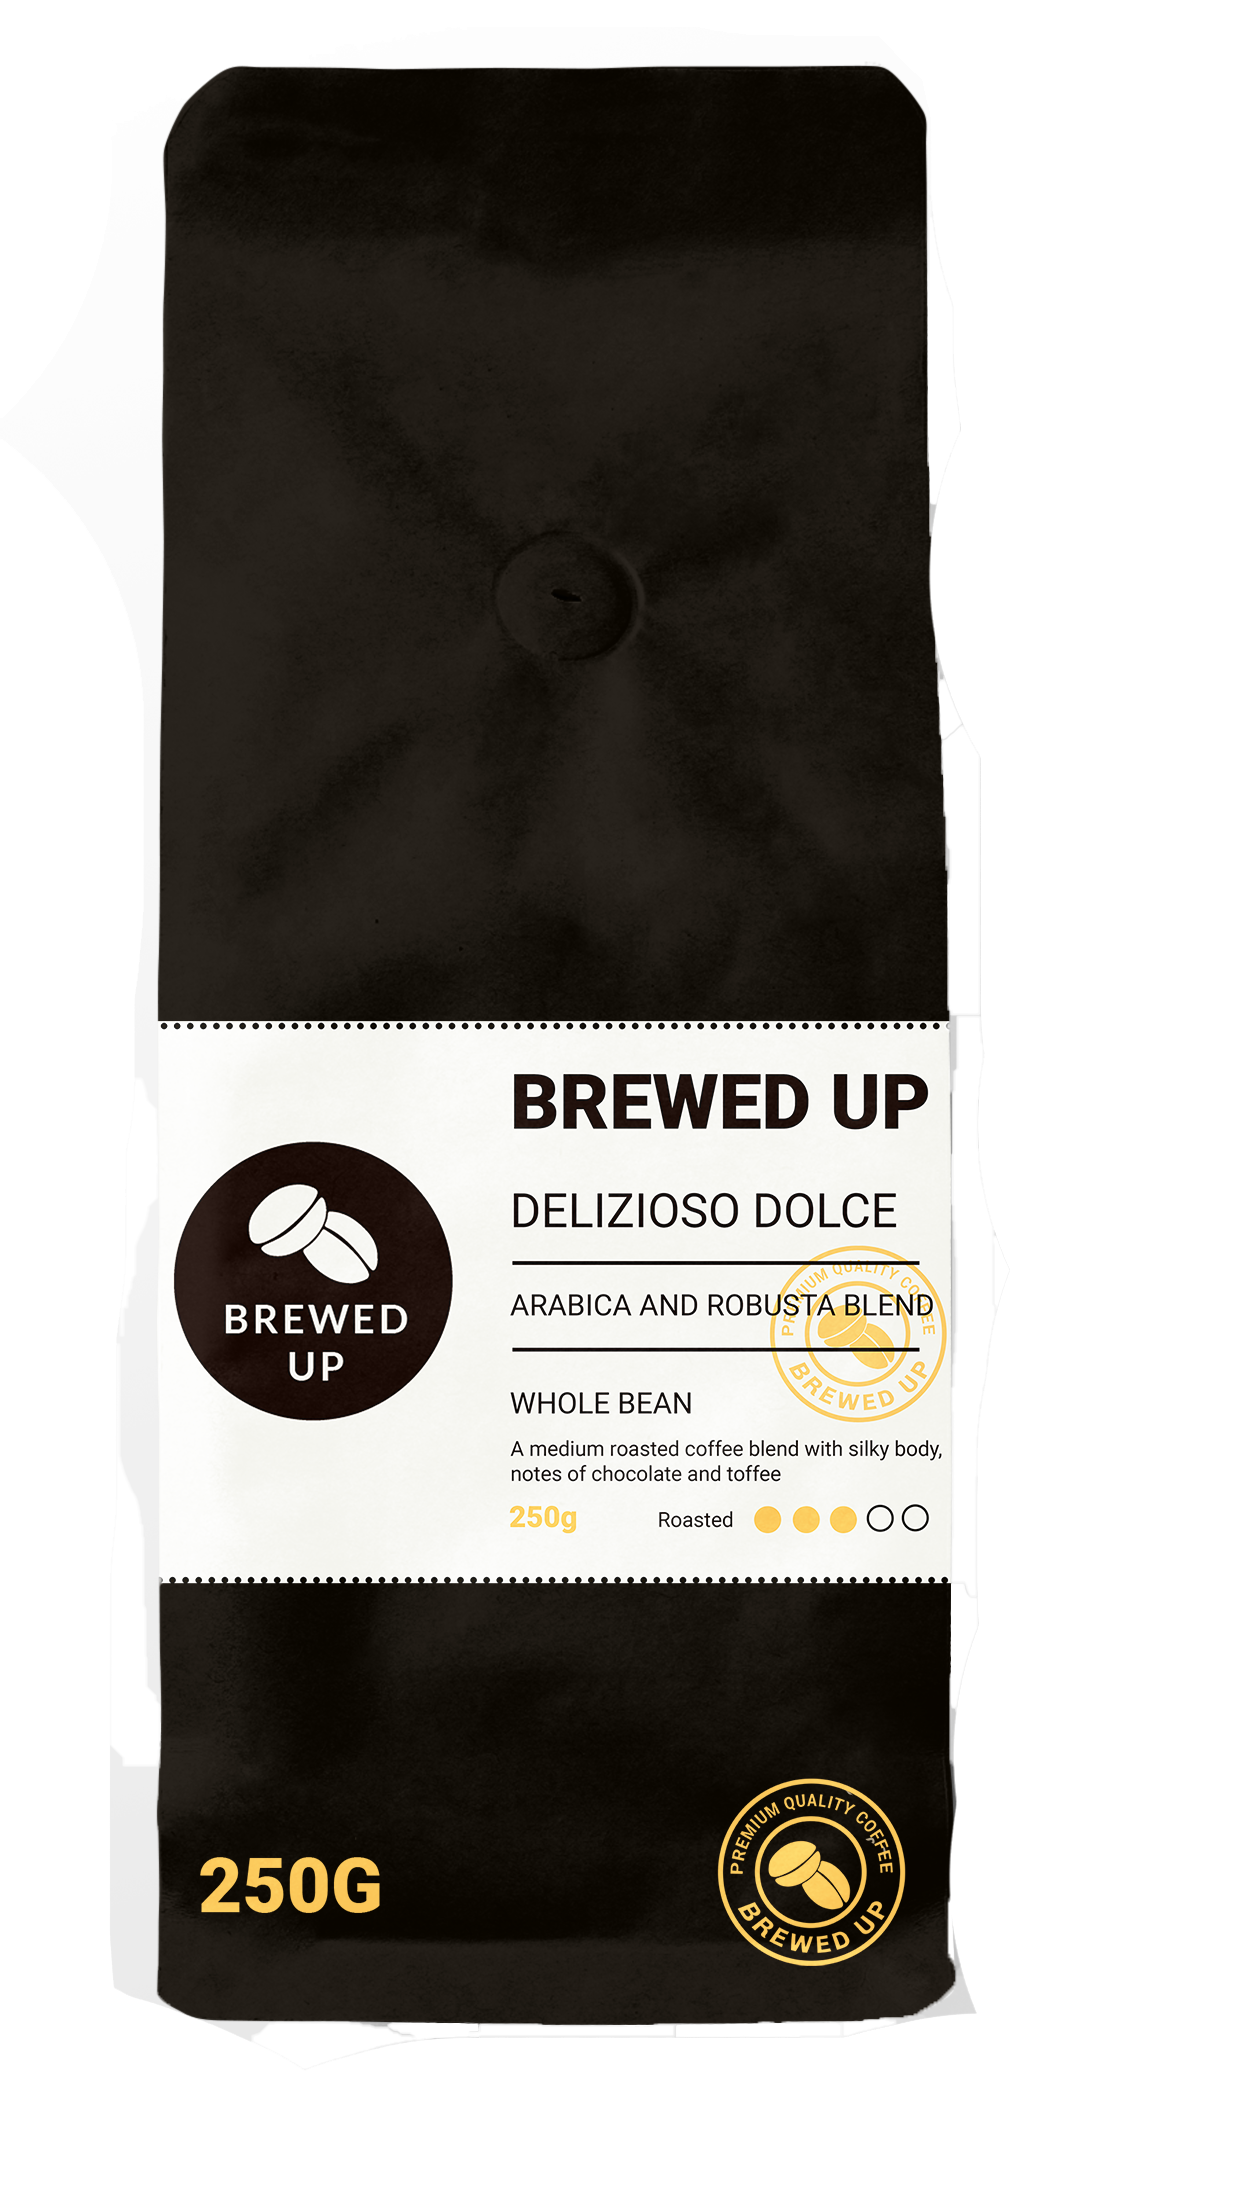 BREWED UP
DELIZIOSO DOLCE
PREMIUM QUALITY COFFEE
BREWED UP
ARABICA AND ROBUSTA BLEND
BREWED
UP
WHOLE BEAN
A medium roasted coffee blend with silky body,
notes of chocolate and toffee
250g
Roasted
250G
PREMIUM QUALITY COFFEE
BREWED UP